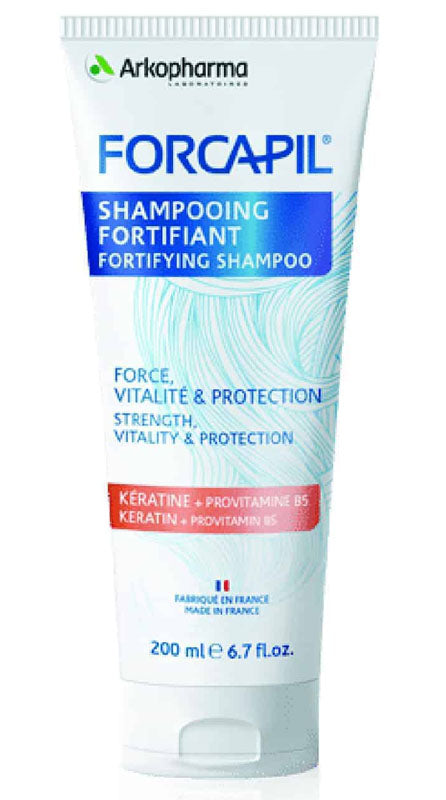 Arkopharma
LABORATOIRES
FORCAPIL®
SHAMPOOING
FORTIFIANT
FORTIFYING SHAMPOO
FORCE,
VITALITÉ & PROTECTION
STRENGTH,
VITALITY & PROTECTION
KÉRATINE + PROVITAMINE B5
KERATIN + PROVITAMIN B5
FABRIQUÉ EN FRANCE
MADE IN FRANCE
200 ml ℮ 6.7 fl.oz.